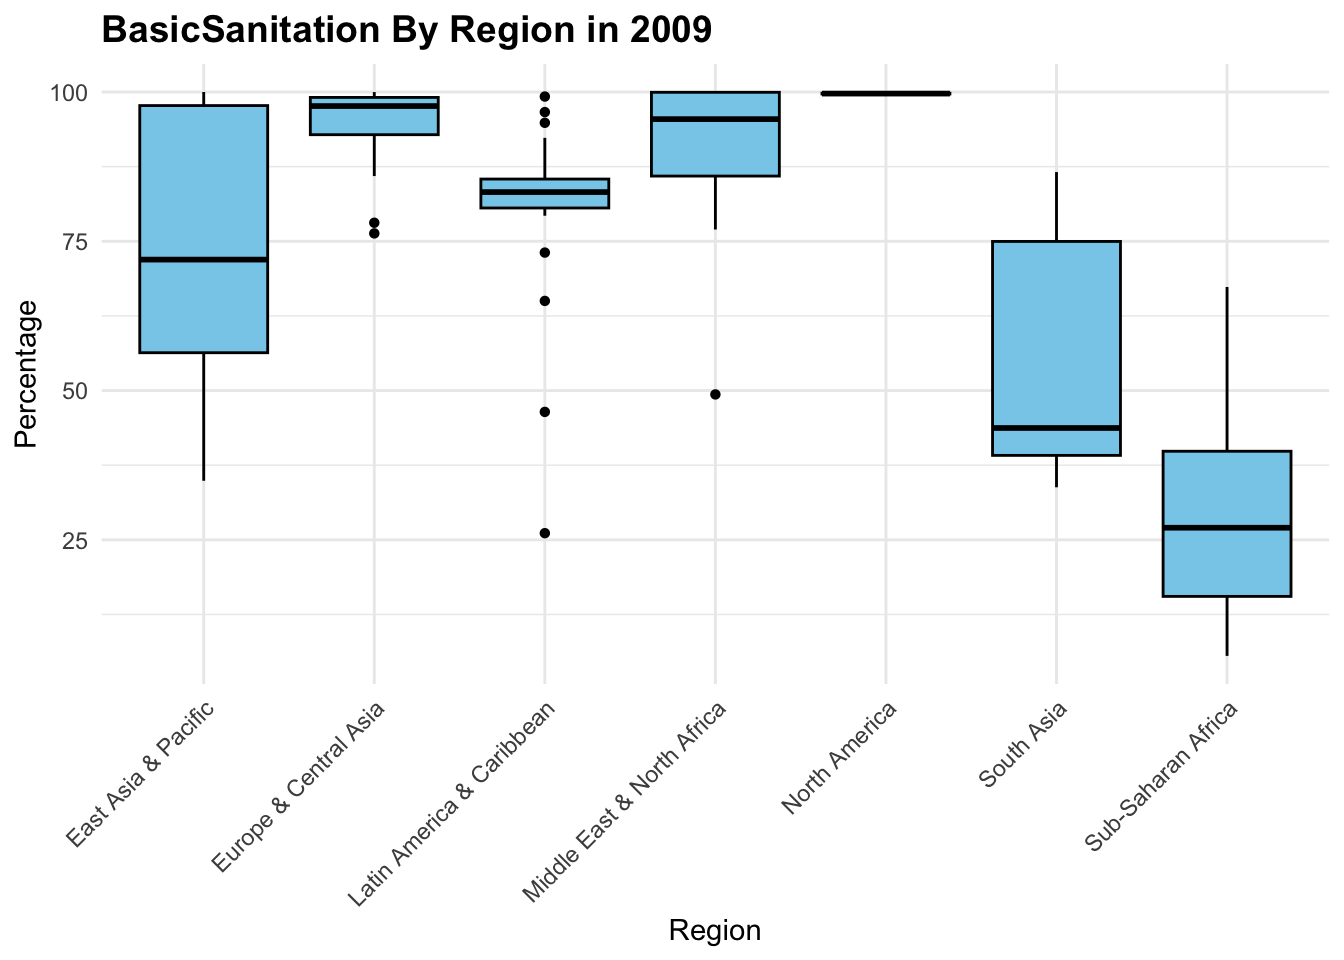 BasicSanitation By Region in 2009
Percentage
100
75
50
25
East Asia & Pacific
Europe & Central Asia
Latin America & Caribbean
Middle East & North Africa
North America
South Asia
Sub-Saharan Africa
Region